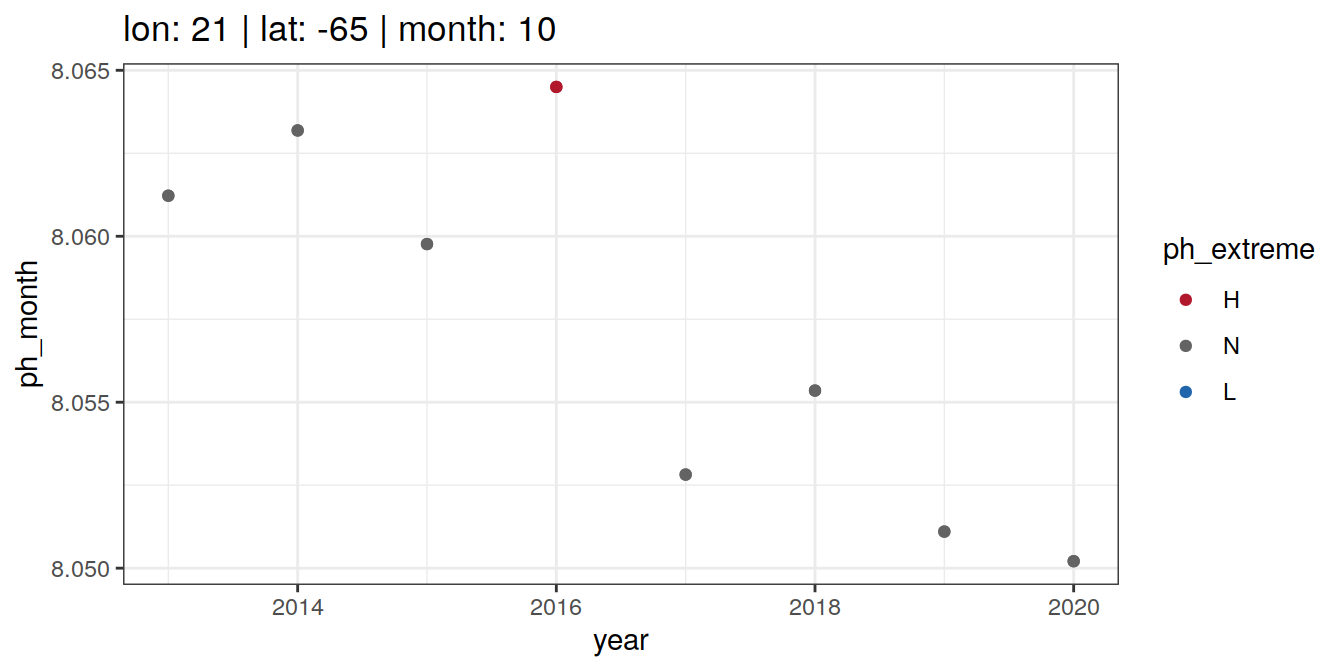 lon: 21 | lat: -65 | month: 10
8.065
8.060
8.055
8.050
ph_month
2014
2016
2018
2020
year
ph_extreme
H
N
L